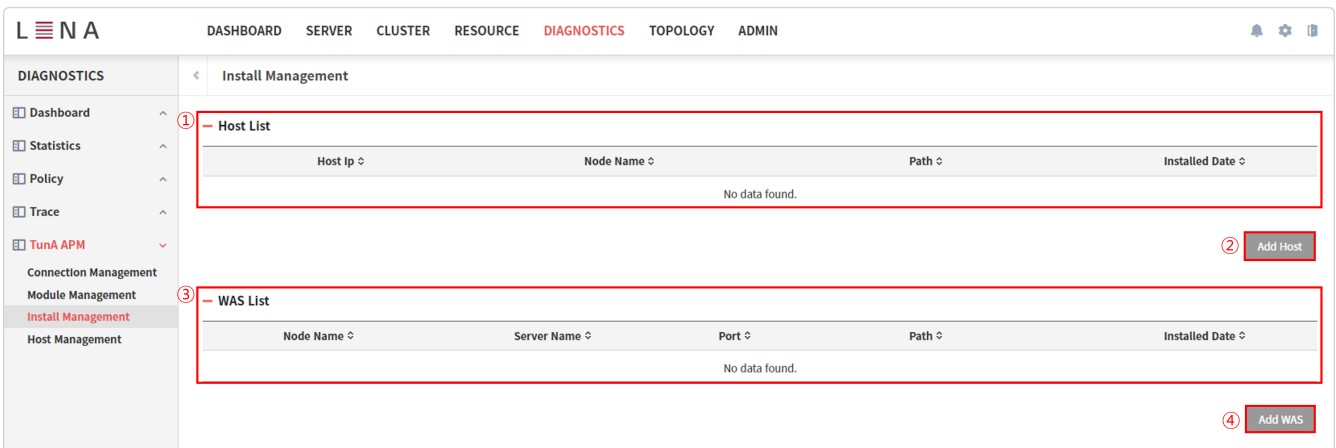 LENA DASHBOARD SERVER CLUSTER RESOURCE DIAGNOSTICS TOPOLOGY ADMIN
DIAGNOSTICS
Install Management
Dashboard
Statistics
Policy
Trace
TunA APM
Connection Management
Module Management
Install Management
Host Management
① Host List
Host Ip Node Name Path Installed Date
No data found.
② Add Host
③ WAS List
Node Name Server Name Port Path Installed Date
No data found.
④ Add WAS